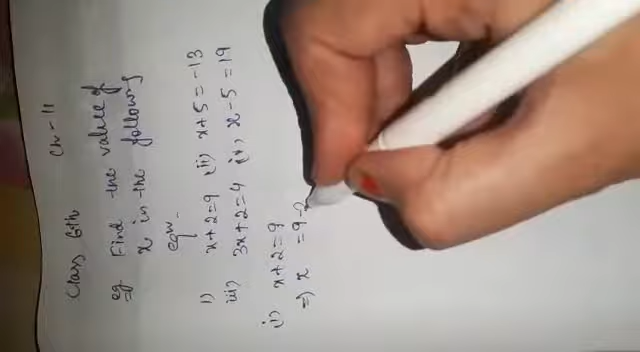 Class 6th Ch-11
eg Find the value of
x in the following
eqn.
i) x+2=9 (ii) x+5=-13
iii) 3x+2=4 (iv) x-5=19
(i) x+2=9
=> x =9-2